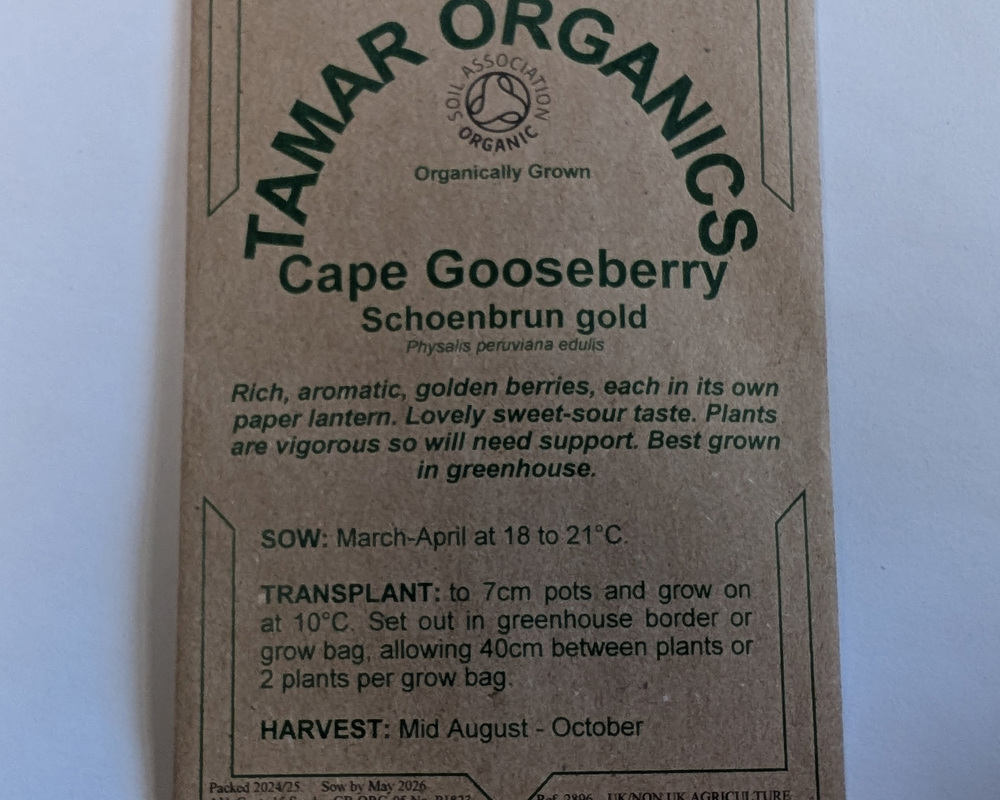 TAMAR ORGANICS
SOIL ASSOCIATION
ORGANIC
Organically Grown
Cape Gooseberry
Schoenbrun gold
Physalis peruviana edulis
Rich, aromatic, golden berries, each in its own
paper lantern. Lovely sweet-sour taste. Plants
are vigorous so will need support. Best grown
in greenhouse.
SOW: March-April at 18 to 21°C.
TRANSPLANT: to 7cm pots and grow on
at 10°C. Set out in greenhouse border or
grow bag, allowing 40cm between plants or
2 plants per grow bag.
HARVEST: Mid August - October
Packed 2024/25. Sow by May 2026
UK/NON UK AGRICULTURE